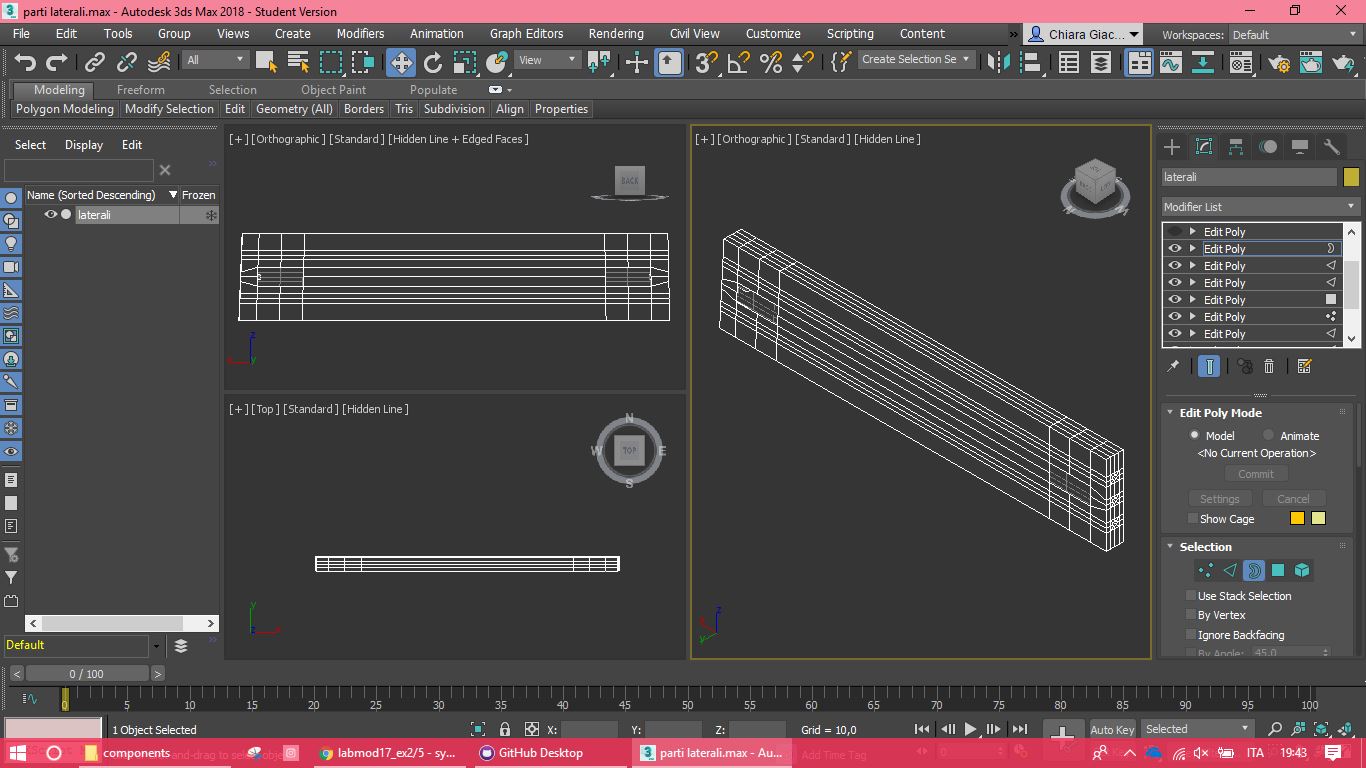 parti laterali.max - Autodesk 3ds Max 2018 - Student Version
File Edit Tools Group Views Create Modifiers Animation Graph Editors Rendering Civil View Customize Scripting Content » Chiara Giac... Workspaces: Default
All View Create Selection Se
Modeling Freeform Selection Object Paint Populate
Polygon Modeling Modify Selection Edit Geometry (All) Borders Tris Subdivision Align Properties
Select Display Edit
Name (Sorted Descending) Frozen
laterali
Default
[+] [Orthographic ] [Standard ] [Hidden Line + Edged Faces ]
BACK
z
x
y
[+] [Top ] [Standard ] [Hidden Line ]
N
W TOP E
S
y
z x
[+] [Orthographic ] [Standard ] [Hidden Line ]
z
x
y
laterali
Modifier List
Edit Poly
Edit Poly
Edit Poly
Edit Poly
Edit Poly
Edit Poly
Edit Poly
Edit Poly Mode
Model Animate
<No Current Operation>
Commit
Settings Cancel
Show Cage
Selection
Use Stack Selection
By Vertex
Ignore Backfacing
By Angle: 45,0
< 0 / 100 >
0 5 10 15 20 25 30 35 40 45 50 55 60 65 70 75 80 85 90 95 100
1 Object Selected X: Y: Z: Grid = 10,0 Auto Key Selected
Add Time Tag 0
components labmod17_ex2/5 - sy... GitHub Desktop parti laterali.max - Au... ITA 19:43